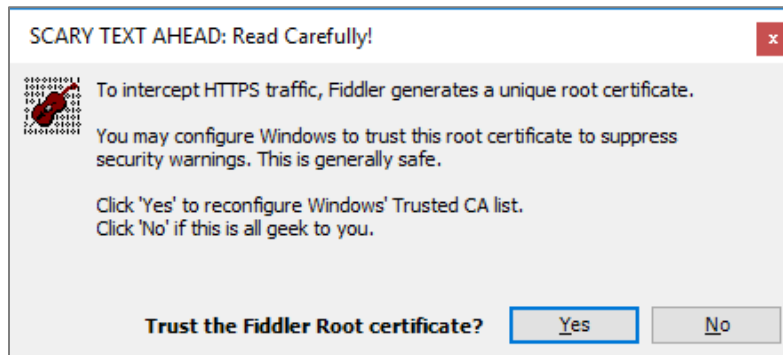 SCARY TEXT AHEAD: Read Carefully!
x
To intercept HTTPS traffic, Fiddler generates a unique root certificate.
You may configure Windows to trust this root certificate to suppress
security warnings. This is generally safe.
Click 'Yes' to reconfigure Windows' Trusted CA list.
Click 'No' if this is all geek to you.
Trust the Fiddler Root certificate? Yes No